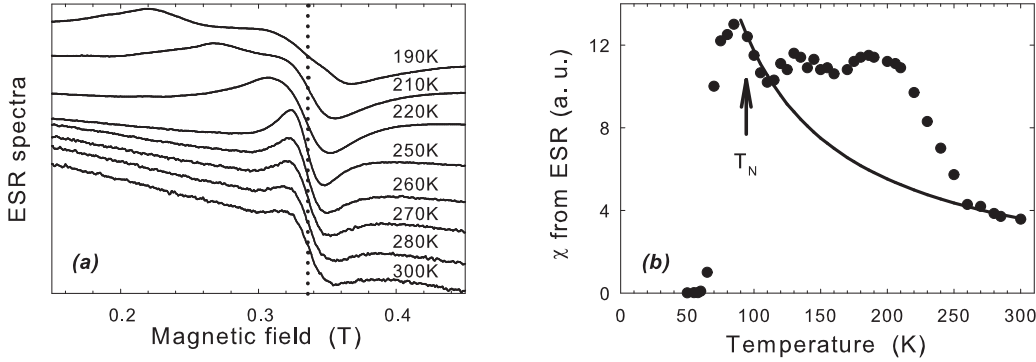 ESR spectra
190K
210K
220K
250K
260K
270K
280K
300K
(a)
0.2 0.3 0.4
Magnetic field (T)
χ from ESR (a. u.)
12
8
4
0
T_N
(b)
0 50 100 150 200 250 300
Temperature (K)